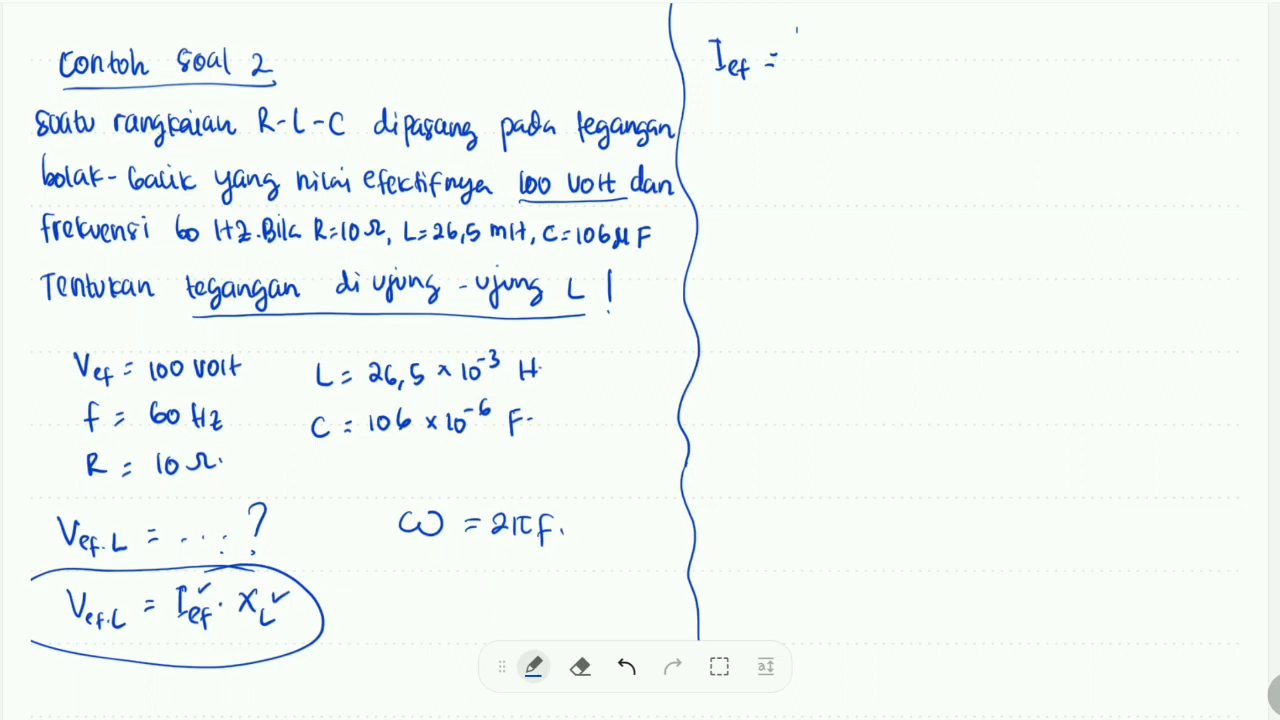 Contoh soal 2
suatu rangkaian R-L-C dipasang pada tegangan
bolak-balik yang nilai efektifnya 100 volt dan
frekuensi 60 Hz. Bila R=10Ω, L=26,5 mH, C=106μF
Tentukan tegangan di ujung-ujung L !
Vef = 100 volt
f = 60 Hz
R = 10 Ω.
L = 26,5 × 10⁻³ H.
C = 106 × 10⁻⁶ F.
Vef.L = ....?
ω = 2πf.
Vef.L = Ief ✓ . XL ✓
Ief =